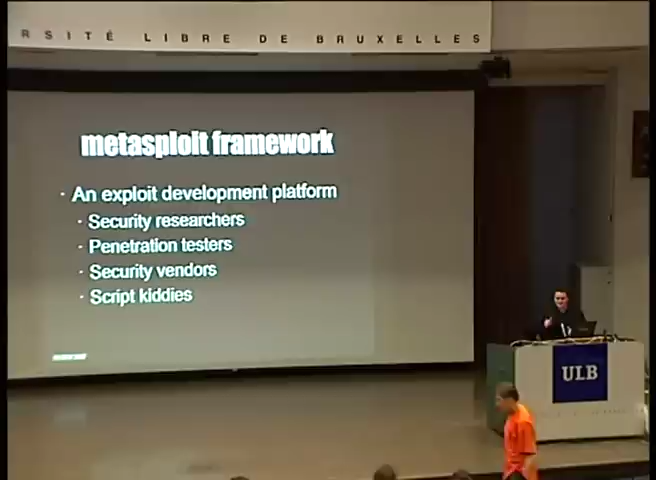 RSITÉ LIBRE DE BRUXELLES
metasploit framework
· An exploit development platform
· Security researchers
· Penetration testers
· Security vendors
· Script kiddies
ULB